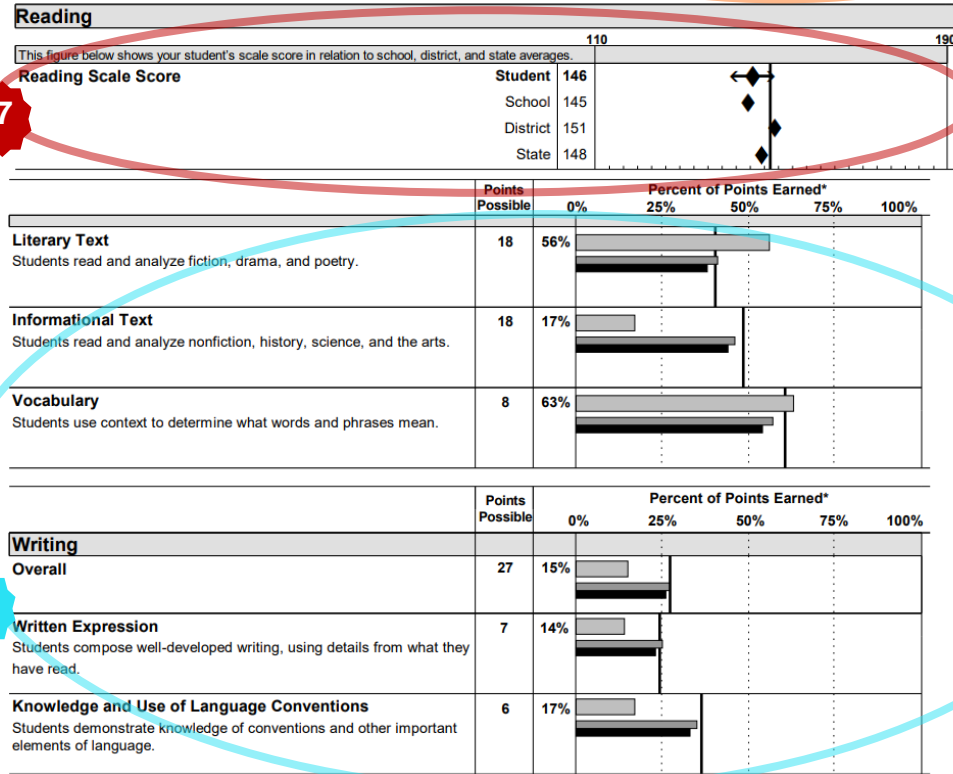 Reading
110 190
This figure below shows your student's scale score in relation to school, district, and state averages.
Reading Scale Score Student 146
7
School 145
District 151
State 148
Points Possible Percent of Points Earned*
0% 25% 50% 75% 100%
Literary Text 18 56%
Students read and analyze fiction, drama, and poetry.
Informational Text 18 17%
Students read and analyze nonfiction, history, science, and the arts.
Vocabulary 8 63%
Students use context to determine what words and phrases mean.
Points Possible Percent of Points Earned*
0% 25% 50% 75% 100%
Writing
Overall 27 15%
Written Expression 7 14%
Students compose well-developed writing, using details from what they
have read.
Knowledge and Use of Language Conventions 6 17%
Students demonstrate knowledge of conventions and other important
elements of language.